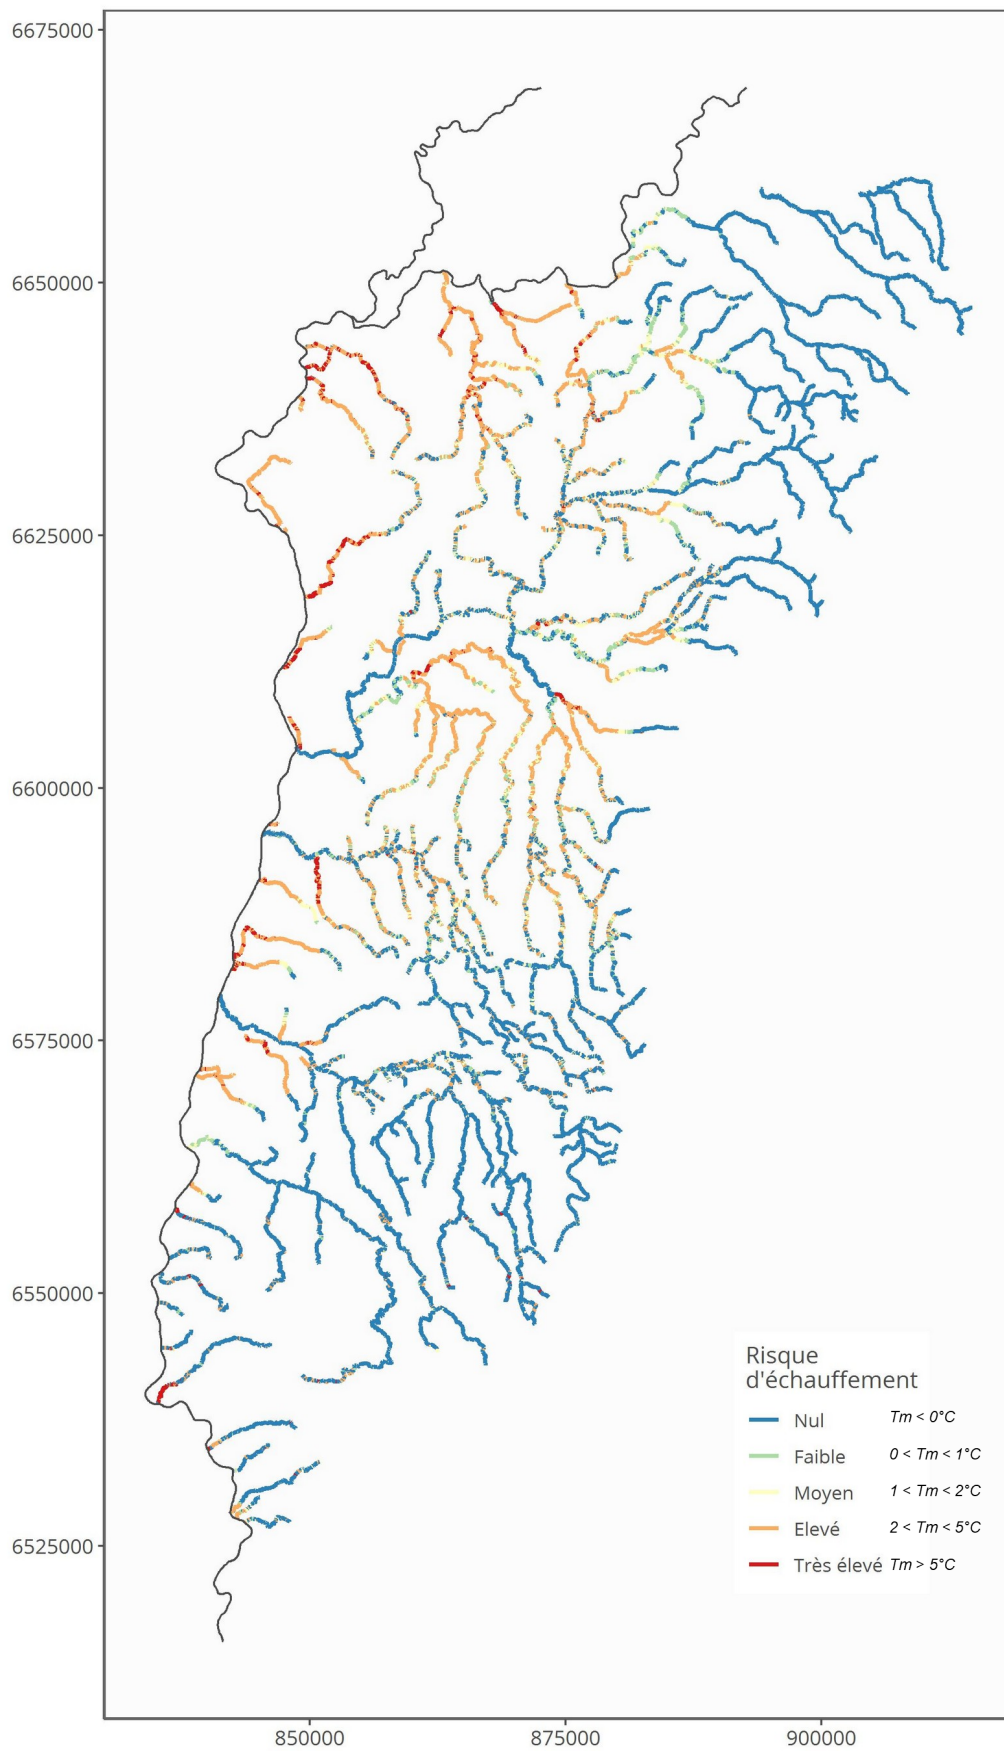 6675000
6650000
6625000
6600000
6575000
6550000
6525000
Risque
d'échauffement
Nul Tm < 0°C
Faible 0 < Tm < 1°C
Moyen 1 < Tm < 2°C
Elevé 2 < Tm < 5°C
Très élevé Tm > 5°C
850000 875000 900000